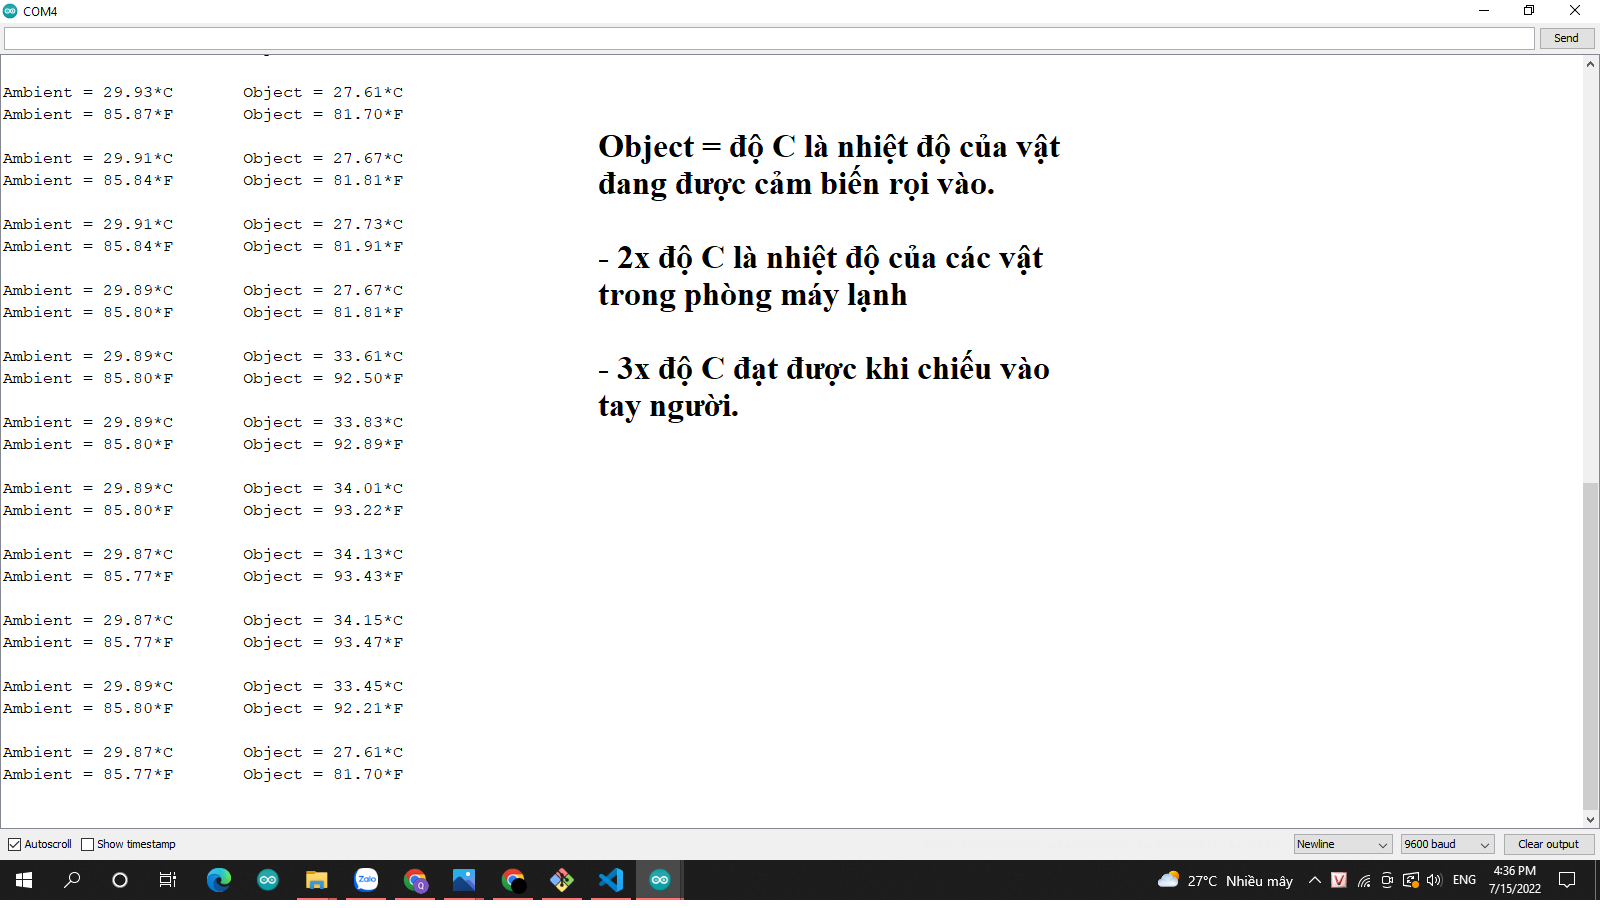 COM4
Send
Ambient = 29.93*C Object = 27.61*C
Ambient = 85.87*F Object = 81.70*F
Ambient = 29.91*C Object = 27.67*C
Ambient = 85.84*F Object = 81.81*F
Ambient = 29.91*C Object = 27.73*C
Ambient = 85.84*F Object = 81.91*F
Ambient = 29.89*C Object = 27.67*C
Ambient = 85.80*F Object = 81.81*F
Ambient = 29.89*C Object = 33.61*C
Ambient = 85.80*F Object = 92.50*F
Ambient = 29.89*C Object = 33.83*C
Ambient = 85.80*F Object = 92.89*F
Ambient = 29.89*C Object = 34.01*C
Ambient = 85.80*F Object = 93.22*F
Ambient = 29.87*C Object = 34.13*C
Ambient = 85.77*F Object = 93.43*F
Ambient = 29.87*C Object = 34.15*C
Ambient = 85.77*F Object = 93.47*F
Ambient = 29.89*C Object = 33.45*C
Ambient = 85.80*F Object = 92.21*F
Ambient = 29.87*C Object = 27.61*C
Ambient = 85.77*F Object = 81.70*F
Object = độ C là nhiệt độ của vật
đang được cảm biến rọi vào.
- 2x độ C là nhiệt độ của các vật
trong phòng máy lạnh
- 3x độ C đạt được khi chiếu vào
tay người.
Autoscroll Show timestamp Newline 9600 baud Clear output
Zalo Q 27°C Nhiều mây V ENG 4:36 PM
7/15/2022